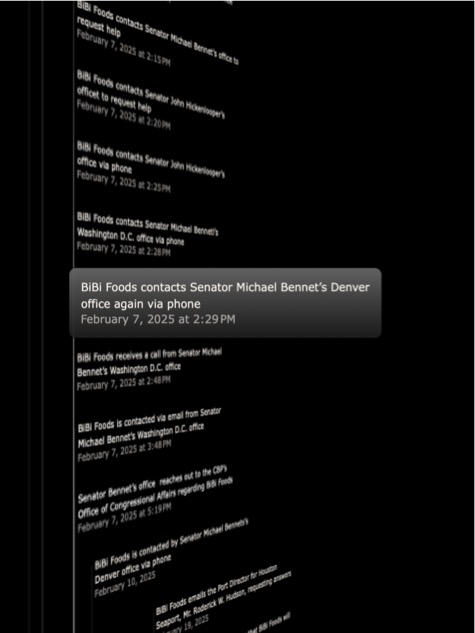 BiBi Foods contacts Senator Michael Bennet's office to
request help
February 7, 2025 at 2:15 PM
BiBi Foods contacts Senator John Hickenlooper's
officet to request help
February 7, 2025 at 2:20 PM
BiBi Foods contacts Senator John Hickenlooper's
office via phone
February 7, 2025 at 2:25 PM
BiBi Foods contacts Senator Michael Bennet's
Washington D.C. office via phone
February 7, 2025 at 2:28 PM
BiBi Foods contacts Senator Michael Bennet's Denver
office again via phone
February 7, 2025 at 2:29 PM
BiBi Foods receives a call from Senator Michael
Bennet's Washington D.C. office
February 7, 2025 at 2:48 PM
BiBi Foods is contacted via email from Senator
Michael Bennet's Washington D.C. office
February 7, 2025 at 3:48 PM
Senator Bennet's office reaches out to the CBP's
Office of Congressional Affairs regarding BiBi Foods
February 7, 2025 at 5:19 PM
BiBi Foods is contacted by Senator Michael Bennets's
Denver office via phone
February 10, 2025
BiBi Foods emails the Port Director for Houston
Seaport, Mr. Roderick W. Hudson, requesting answers
19, 2025
that BiBi Foods will